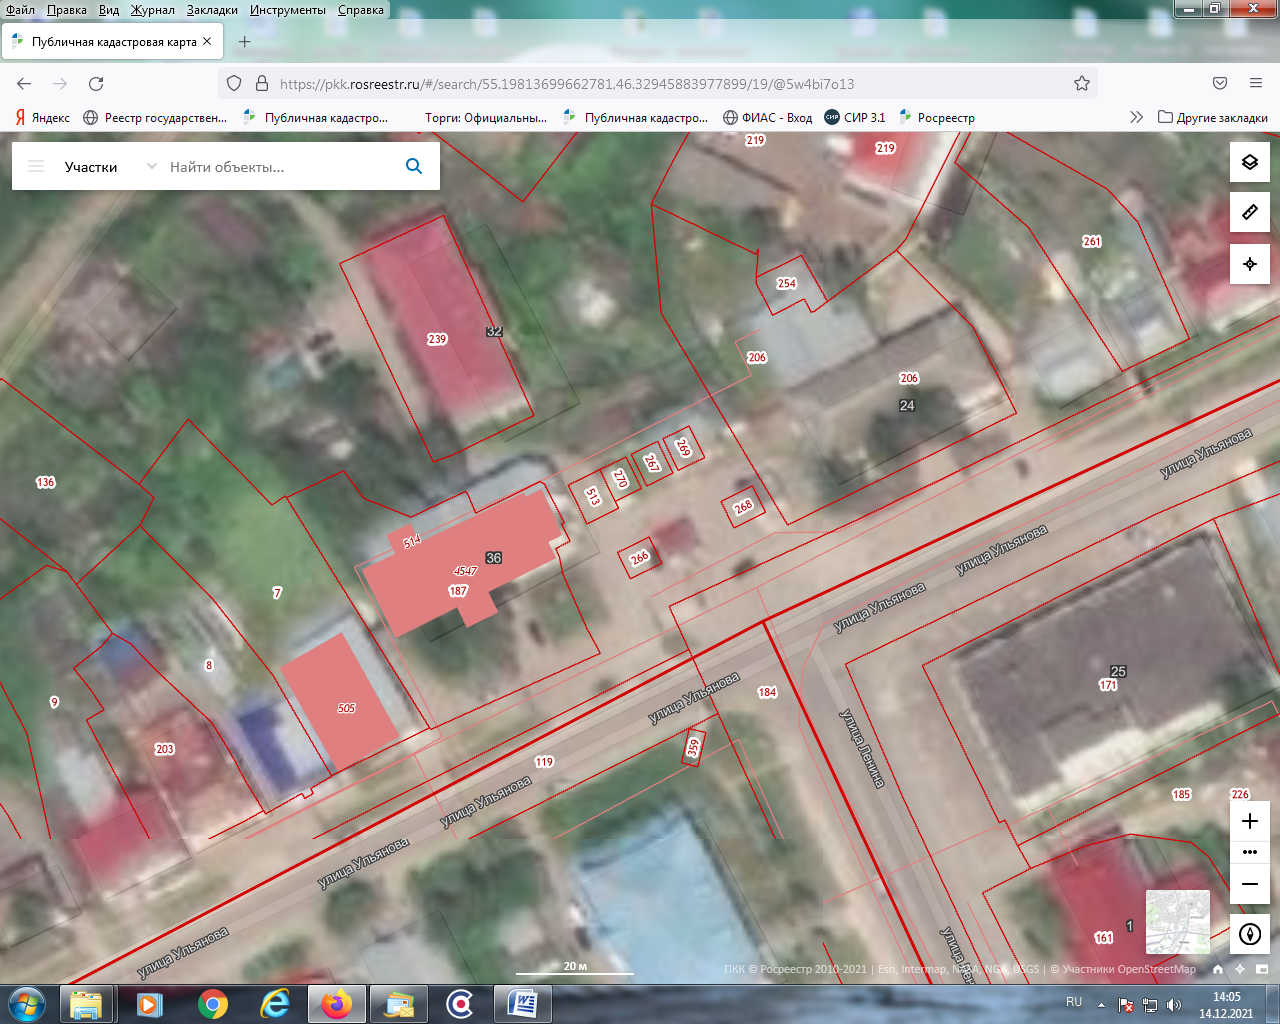 Файл Правка Вид Журнал Закладки Инструменты Справка
Публичная кадастровая карта
https://pkk.rosreestr.ru/#/search/55.19813699662781,46.32945883977899/19/@5w4bi7o13
Яндекс Реестр государствен... Публичная кадастро... Торги: Официальны... Публичная кадастро... ФИАС - Вход СИР СИР 3.1 Росреестр Другие закладки
Участки Найти объекты...
219
219
261
254
239
32
206
206
24
136
513
270
267
269
268
266
514
36
4547
187
7
8
9
203
505
184
359
119
25
171
185
226
161
1
улица Ульянова
улица Ульянова
улица Ульянова
улица Ульянова
улица Ульянова
улица Ульянова
улица Ульянова
улица Ленина
улица Лен
20 м
ПКК © Росреестр 2010-2021 | Esri, Intermap, NASA, NGA, USGS | © Участники OpenStreetMap
RU
14:05
14.12.2021